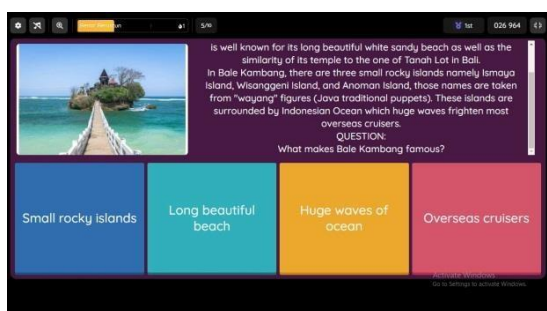 1
5/10
1st
026 964
is well known for its long beautiful white sandy beach as well as the
similarity of its temple to the one of Tanah Lot in Bali.
In Bale Kambang, there are three small rocky islands namely Ismaya
Island, Wisanggeni Island, and Anoman Island, those names are taken
from "wayang" figures (Java traditional puppets). These islands are
surrounded by Indonesian Ocean which huge waves frighten most
overseas cruisers.
QUESTION:
What makes Bale Kambang famous?
Small rocky islands
Long beautiful
beach
Huge waves of
ocean
Overseas cruisers
Activate Windows
Go to Settings to activate Windows.